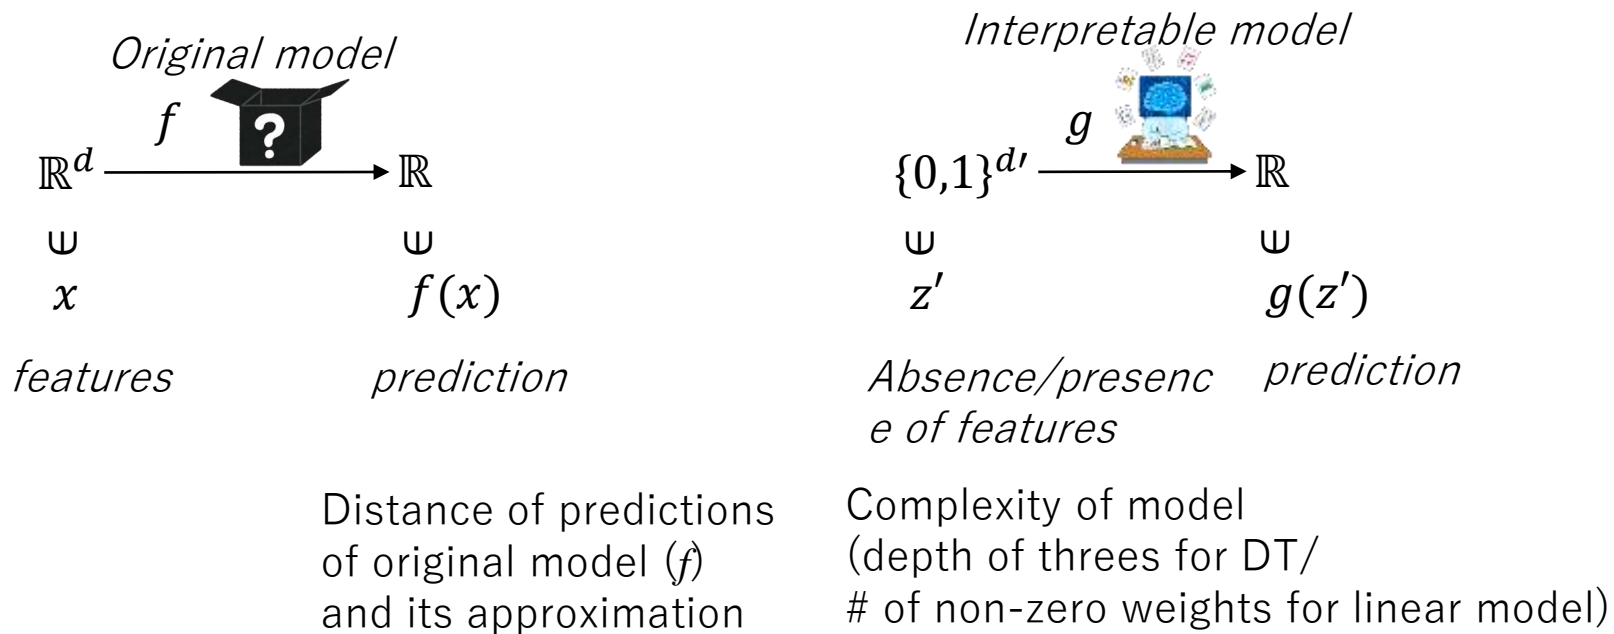 Original model
f
?
ℝᵈ ℝ
∈ ∈
x f(x)
features prediction
Interpretable model
g
{0,1}ᵈ′ ℝ
∈ ∈
z′ g(z′)
Absence/presenc
e of features
prediction
Distance of predictions
of original model (f)
and its approximation
Complexity of model
(depth of threes for DT/
# of non-zero weights for linear model)